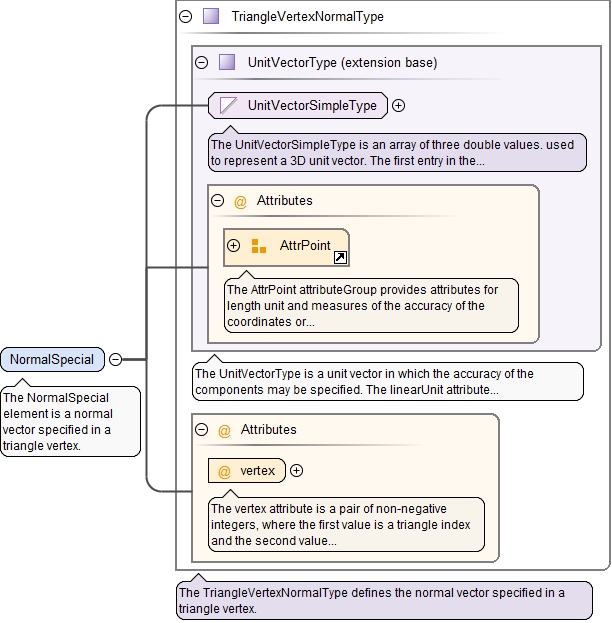 TriangleVertexNormalType
UnitVectorType (extension base)
UnitVectorSimpleType
The UnitVectorSimpleType is an array of three double values. used
to represent a 3D unit vector. The first entry in the...
@ Attributes
AttrPoint
The AttrPoint attributeGroup provides attributes for
length unit and measures of the accuracy of the
coordinates or...
The UnitVectorType is a unit vector in which the accuracy of the
components may be specified. The linearUnit attribute...
NormalSpecial
The NormalSpecial
element is a normal
vector specified in a
triangle vertex.
@ Attributes
@ vertex
The vertex attribute is a pair of non-negative
integers, where the first value is a triangle index
and the second value...
The TriangleVertexNormalType defines the normal vector specified in a
triangle vertex.